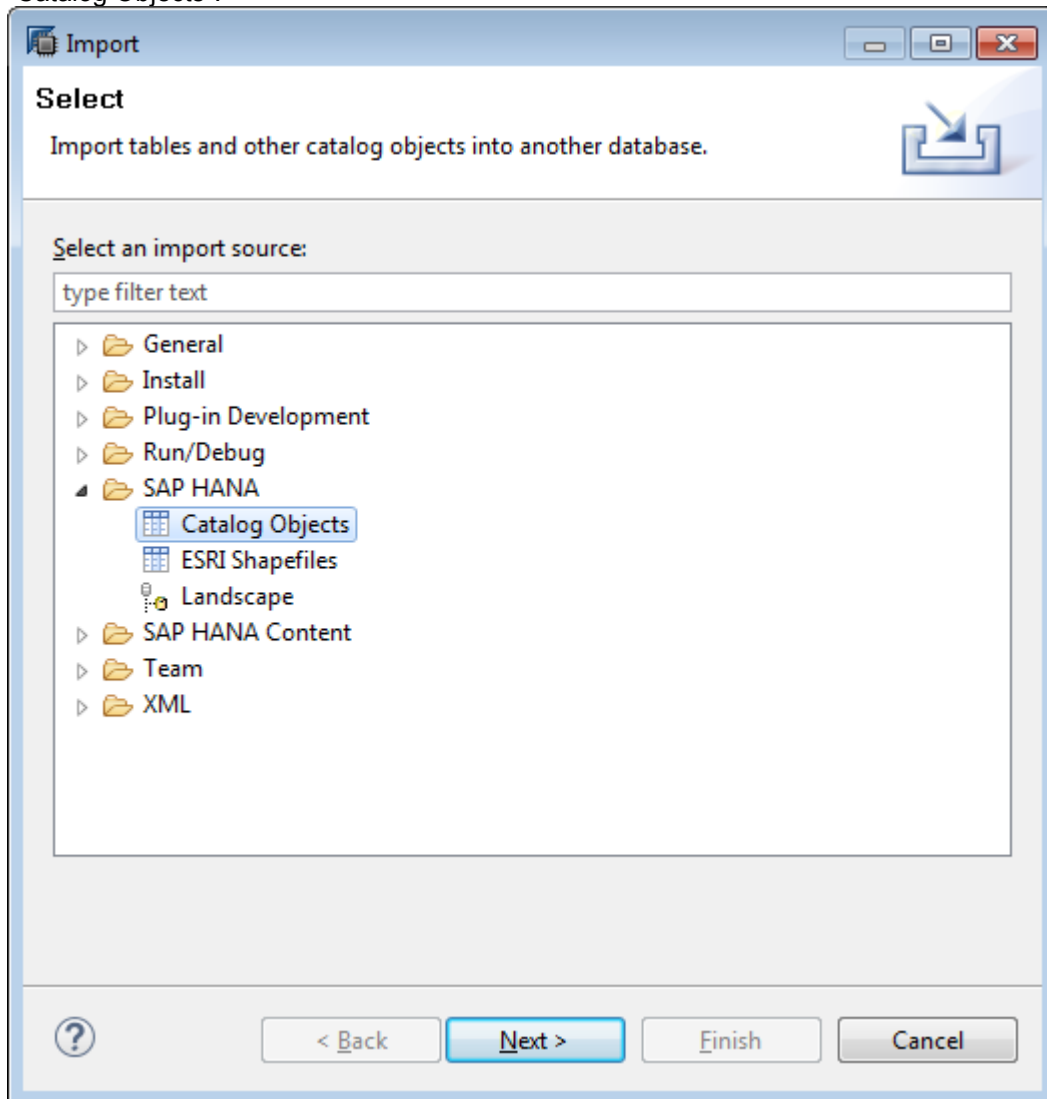 Catalog Objects".
Import
Select
Import tables and other catalog objects into another database.
Select an import source:
type filter text
General
Install
Plug-in Development
Run/Debug
SAP HANA
Catalog Objects
ESRI Shapefiles
Landscape
SAP HANA Content
Team
XML
< Back
Next >
Finish
Cancel